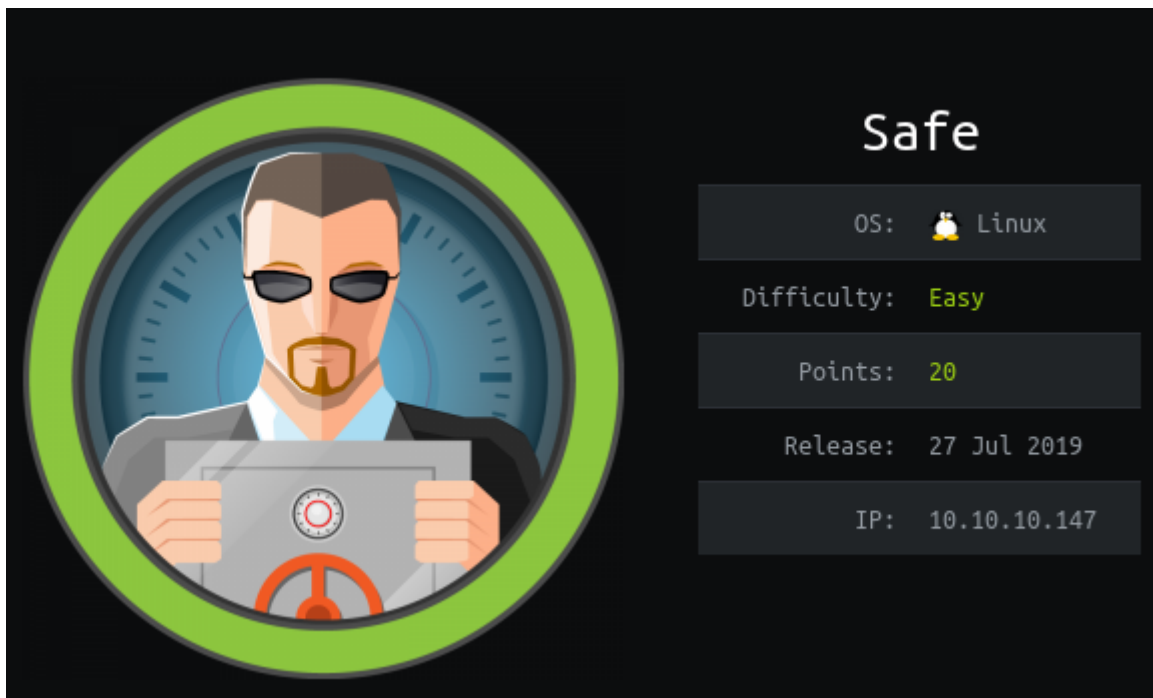 Safe
OS: Linux
Difficulty: Easy
Points: 20
Release: 27 Jul 2019
IP: 10.10.10.147